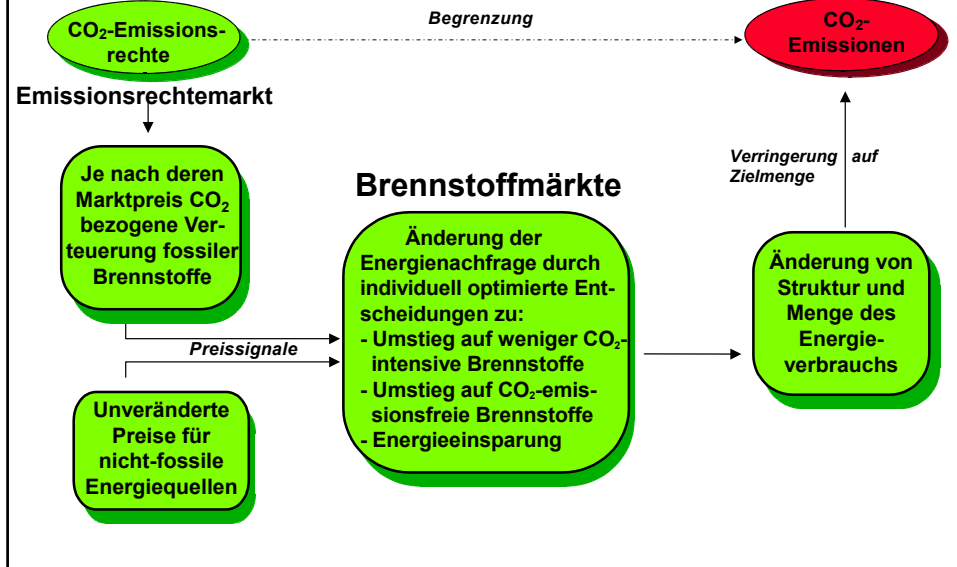 CO₂-Emissions-
rechte
Begrenzung
CO₂-
Emissionen
Emissionsrechtemarkt
Je nach deren
Marktpreis CO₂
bezogene Ver-
teuerung fossiler
Brennstoffe
Preissignale
Unveränderte
Preise für
nicht-fossile
Energiequellen
Brennstoffmärkte
Änderung der
Energienachfrage durch
individuell optimierte Ent-
scheidungen zu:
- Umstieg auf weniger CO₂-
intensive Brennstoffe
- Umstieg auf CO₂-emis-
sionsfreie Brennstoffe
- Energieeinsparung
Verringerung auf
Zielmenge
Änderung von
Struktur und
Menge des
Energie-
verbrauchs